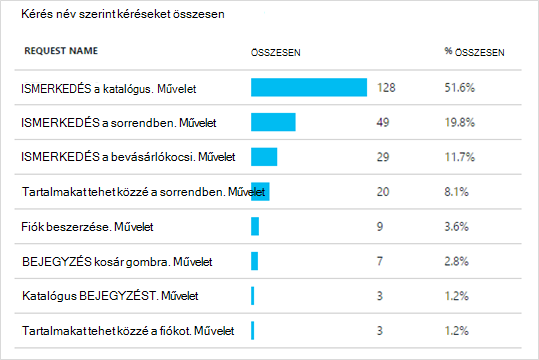 Kérés név szerint kéréseket összesen
REQUEST NAME ÖSSZESEN % ÖSSZESEN
ISMERKEDÉS a katalógus. Művelet 128 51.6%
ISMERKEDÉS a sorrendben. Művelet 49 19.8%
ISMERKEDÉS a bevásárlókocsi. Művelet 29 11.7%
Tartalmakat tehet közzé a sorrendben. Művelet 20 8.1%
Fiók beszerzése. Művelet 9 3.6%
BEJEGYZÉS kosár gombra. Művelet 7 2.8%
Katalógus BEJEGYZÉST. Művelet 3 1.2%
Tartalmakat tehet közzé a fiókot. Művelet 3 1.2%